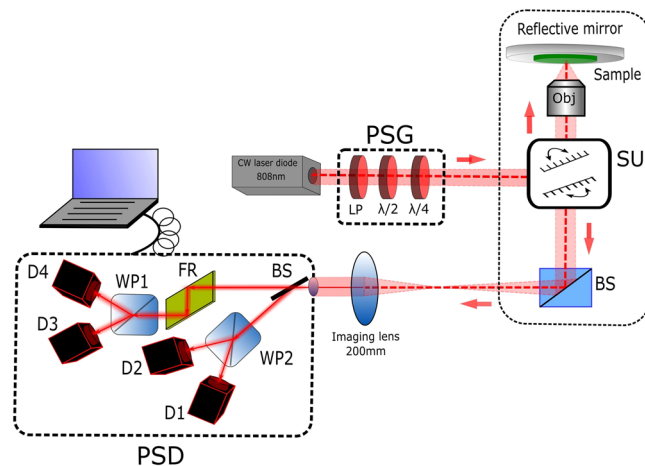 Reflective mirror
Sample
Obj
PSG
CW laser diode
808nm
SU
LP
λ/2
λ/4
D4
WP1
FR
BS
BS
D3
D2
WP2
Imaging lens
200mm
D1
PSD